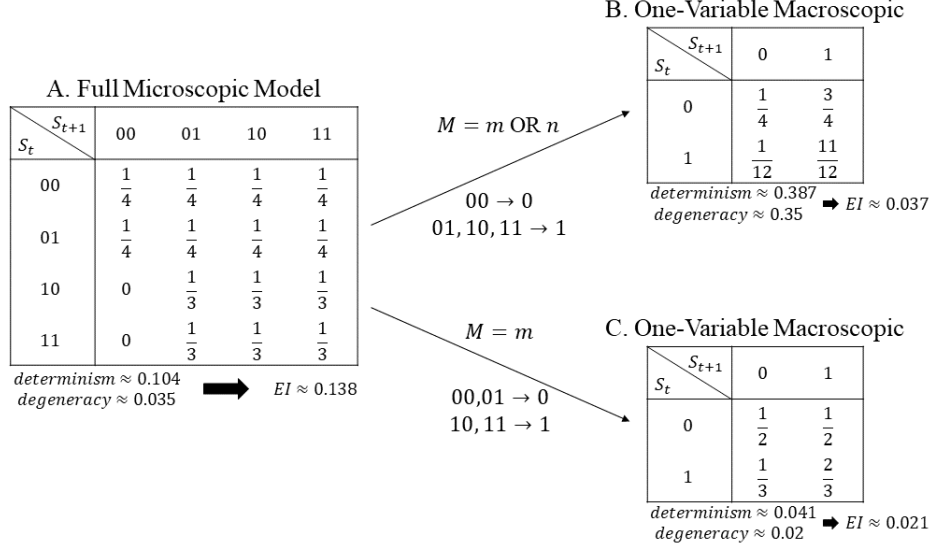 A. Full Microscopic Model
S_t S_{t+1} 00 01 10 11
00 1/4 1/4 1/4 1/4
01 1/4 1/4 1/4 1/4
10 0 1/3 1/3 1/3
11 0 1/3 1/3 1/3
determinism ≈ 0.104
degeneracy ≈ 0.035
EI ≈ 0.138
M = m OR n
00 → 0
01, 10, 11 → 1
B. One-Variable Macroscopic
S_t S_{t+1} 0 1
0 1/4 3/4
1 1/12 11/12
determinism ≈ 0.387
degeneracy ≈ 0.35
EI ≈ 0.037
M = m
00,01 → 0
10, 11 → 1
C. One-Variable Macroscopic
S_t S_{t+1} 0 1
0 1/2 1/2
1 1/3 2/3
determinism ≈ 0.041
degeneracy ≈ 0.02
EI ≈ 0.021